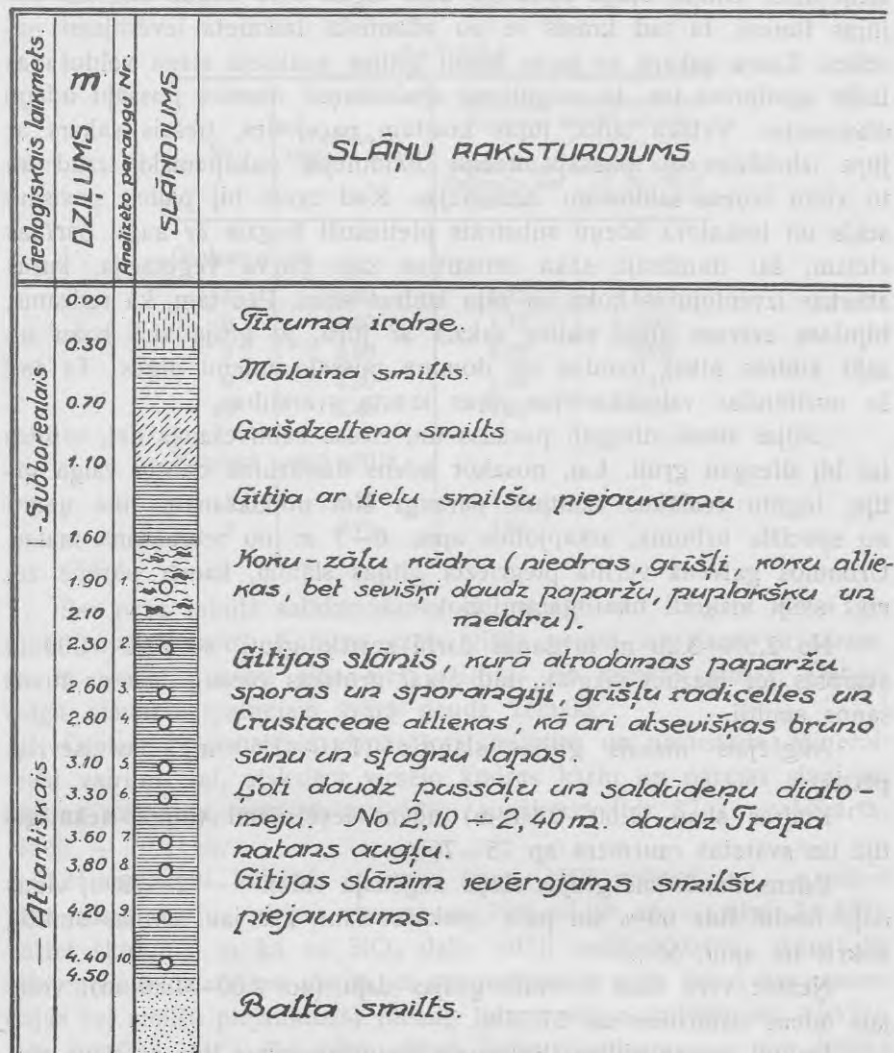 Ģeoloģiskais laikmets
DZIĻUMS m.
Analizēto paraugu Nr.
SLĀŅOJUMS
SLĀŅU RAKSTUROJUMS
Subboreālais
Atlantiskais
0.00
0.30
0.70
1.10
1.60
1.90 1.
2.10
2.30 2.
2.60 3.
2.80 4.
3.10 5.
3.30 6.
3.60 7
3.80 8.
4.20 9.
4.40 10.
4.50
Tīruma irdne.
Mālaina smilts.
Gaišdzeltena smilts
Gitija ar lielu smilšu piejaukumu
Koku zāļu kūdra (niedras, grīšļi, koku atlie-
kas, bet sevišķi daudz paparžu, puplakšku un
meldru).
Gitijas slānis, kurā atrodamas paparžu
sporas un sporangiji, grīšļu radicelles un
Crustaceae atliekas, kā arī atsevišķas brūno
sūnu un sfagnu lapas.
Ļoti daudz pussāļu un saldūdeņu diato-
meju. No 2,10–2,40 m. daudz Trapa
natans augļu.
Gitijas slānim ievērojams smilšu
piejaukums.
Balta smilts.